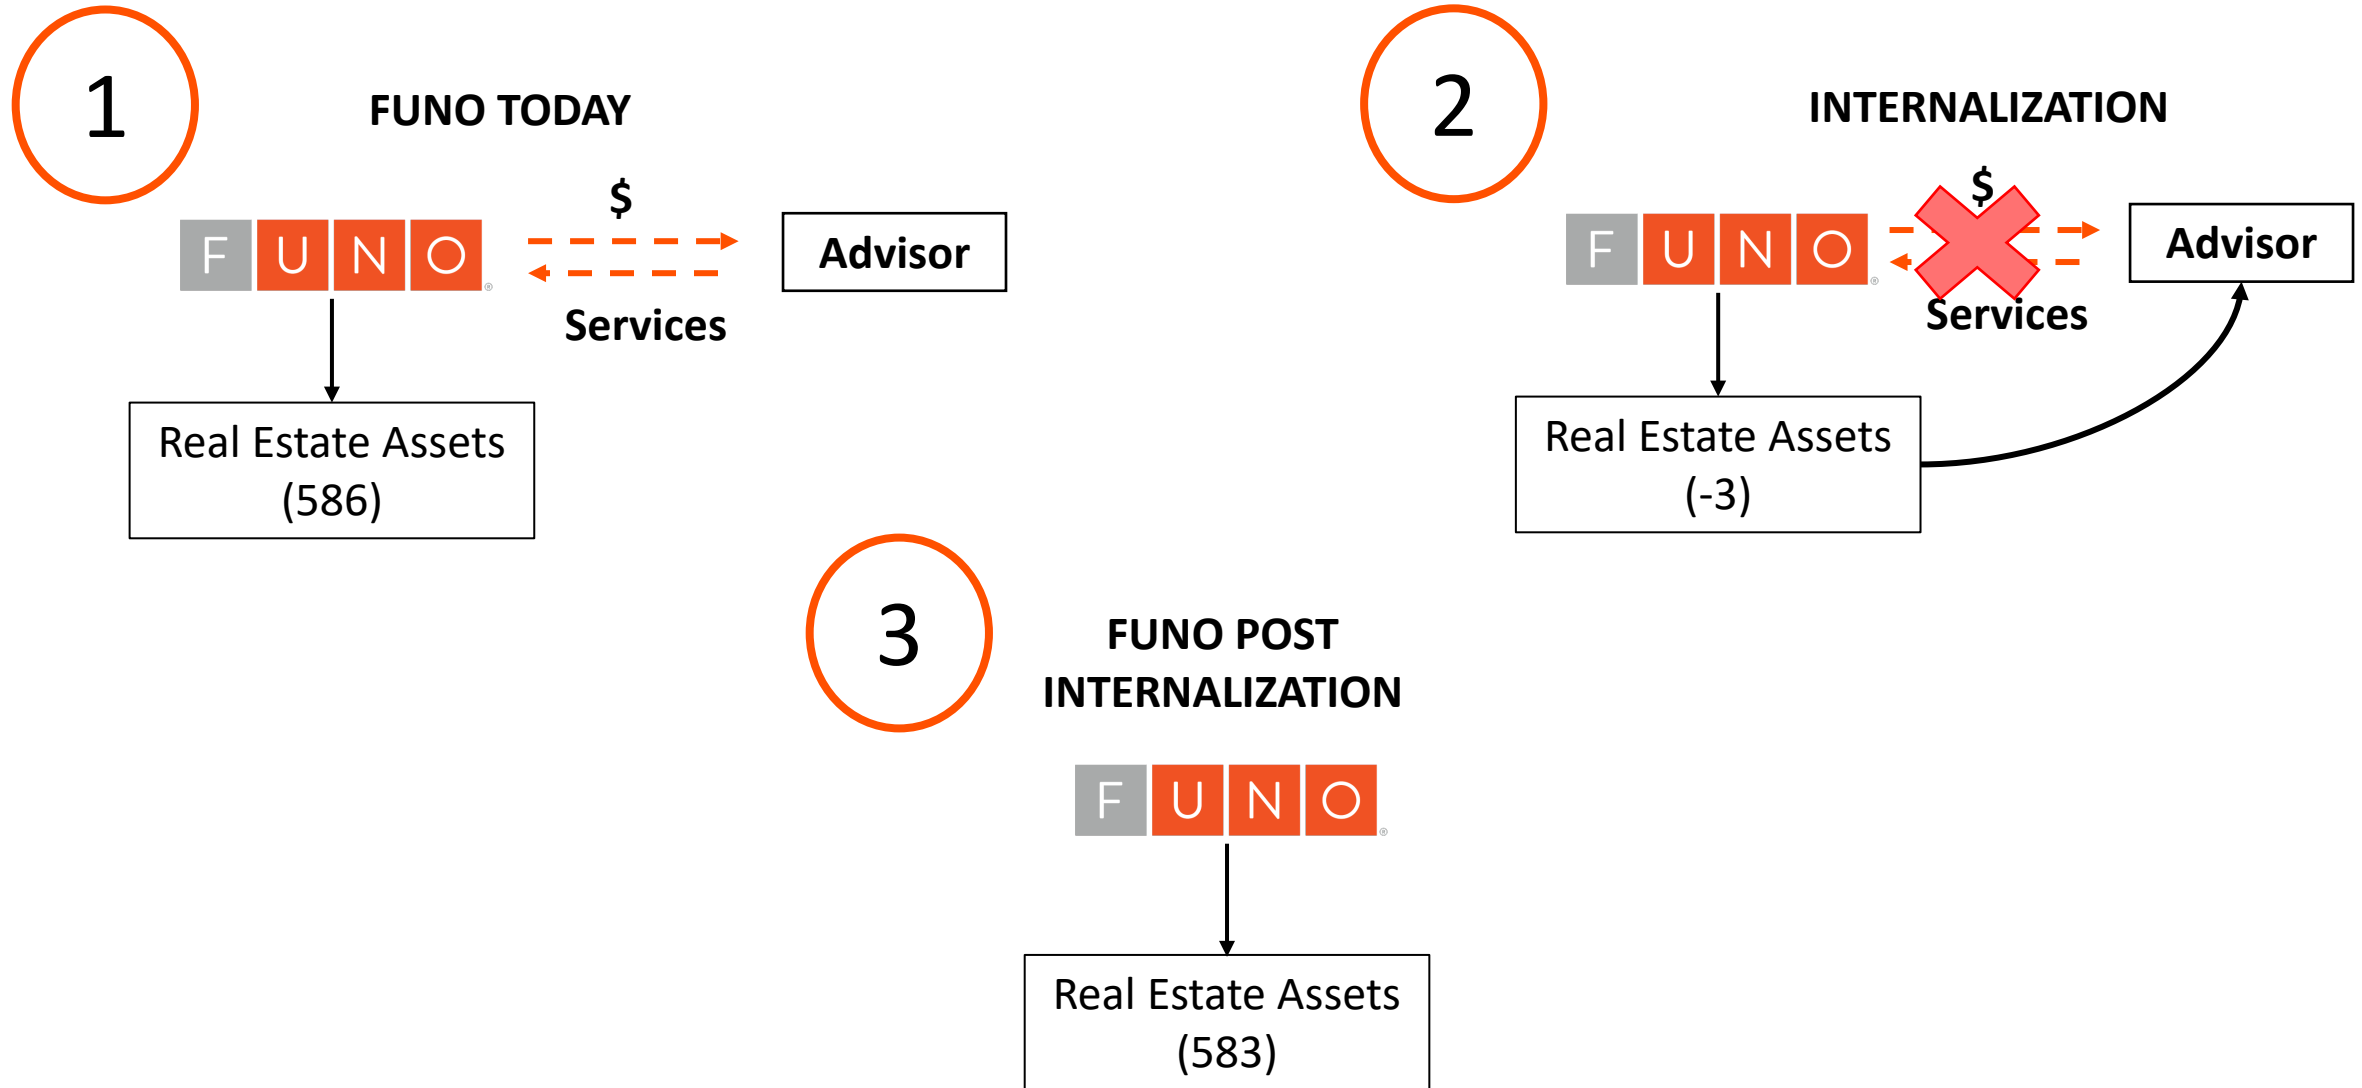 1
FUNO TODAY
$
FUNO®
Advisor
Services
Real Estate Assets
(586)
2
INTERNALIZATION
$
FUNO®
Advisor
Services
Real Estate Assets
(-3)
3
FUNO POST
INTERNALIZATION
FUNO®
Real Estate Assets
(583)